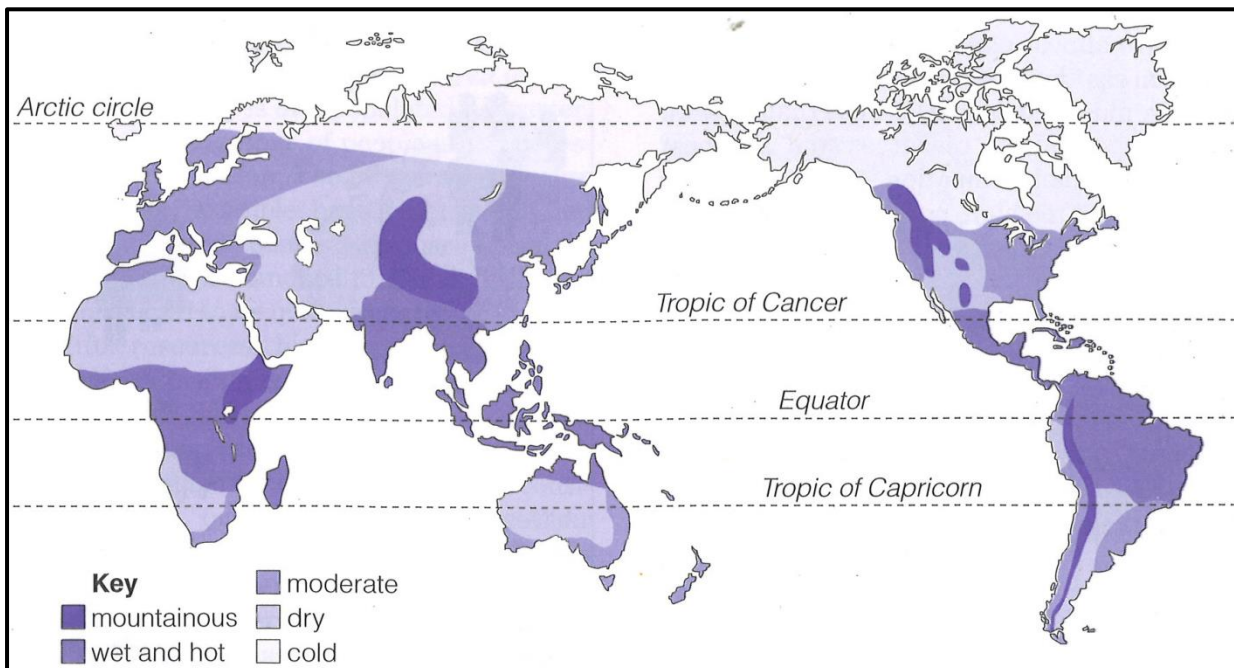 Arctic circle
Tropic of Cancer
Equator
Tropic of Capricorn
Key
mountainous
wet and hot
moderate
dry
cold